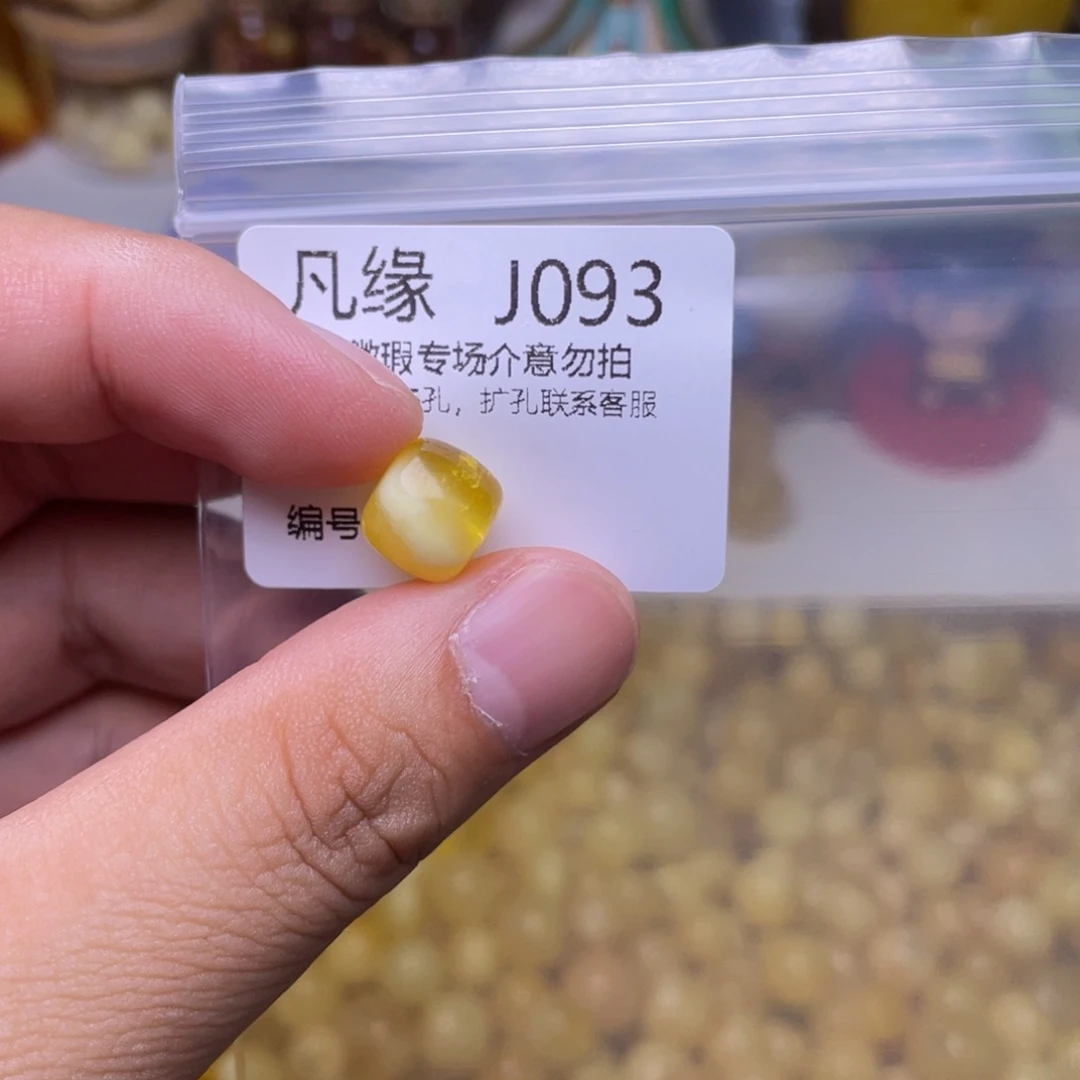 凡缘 J093
微瑕专场介意勿拍
孔，扩孔联系客服
编号